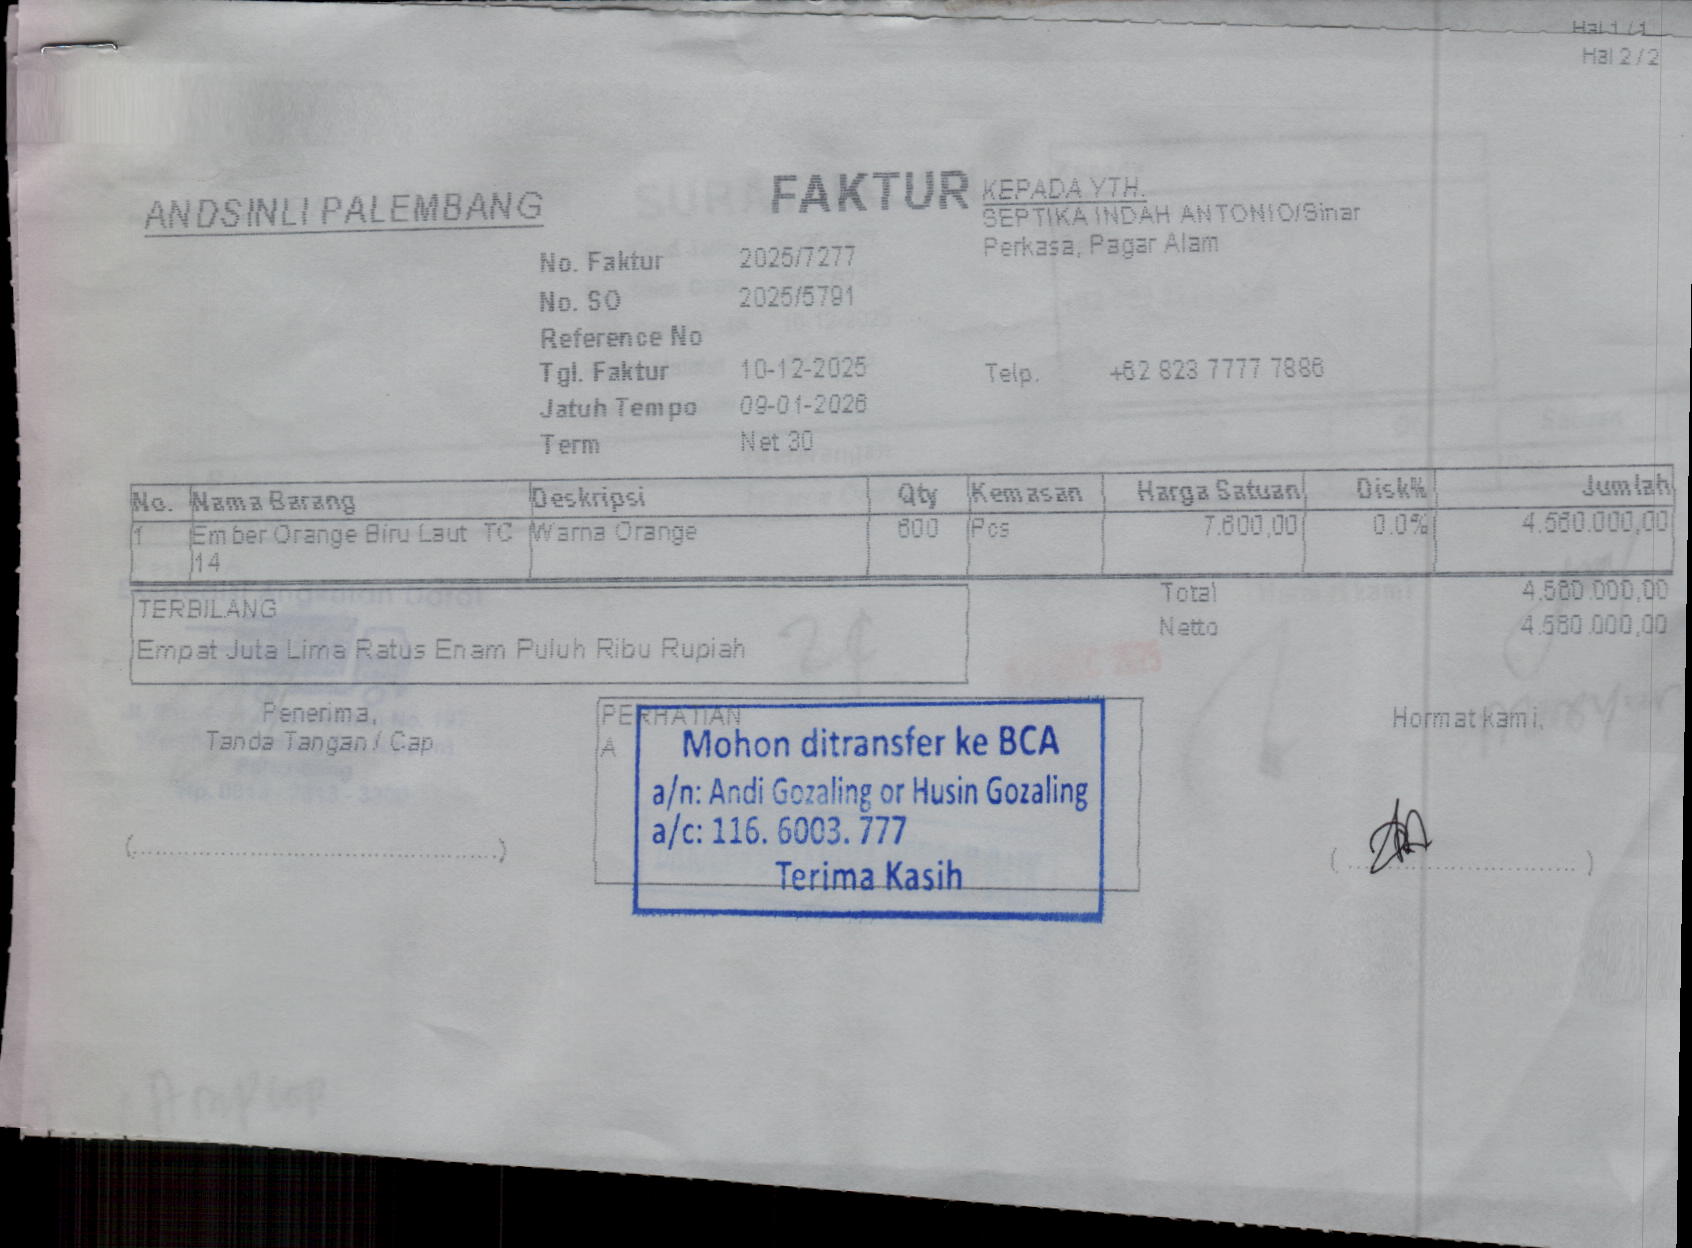 Hal 1 / 1
Hal 2 / 2
ANDSINLI PALEMBANG
FAKTUR
KEPADA YTH.
SEPTIKA INDAH ANTONIO/Sinar
Perkasa, Pagar Alam
No. Faktur 2025/7277
No. SO 2025/5791
Reference No
Tgl. Faktur 10-12-2025
Telp. +62 823 7777 7886
Jatuh Tempo 09-01-2026
Term Net 30
No. Nama Barang Deskripsi Qty Kemasan Harga Satuan Disk% Jumlah
1 Ember Orange Biru Laut TC Warna Orange 600 Pcs 7.600,00 0.0% 4.560.000,00
14
Total 4.560.000,00
Netto 4.560.000,00
TERBILANG
Empat Juta Lima Ratus Enam Puluh Ribu Rupiah
Penerima,
Tanda Tangan / Cap
(..........................................)
PERHATIAN
A
Mohon ditransfer ke BCA
a/n: Andi Gozaling or Husin Gozaling
a/c: 116. 6003. 777
Terima Kasih
Hormat kami,
(..............................)